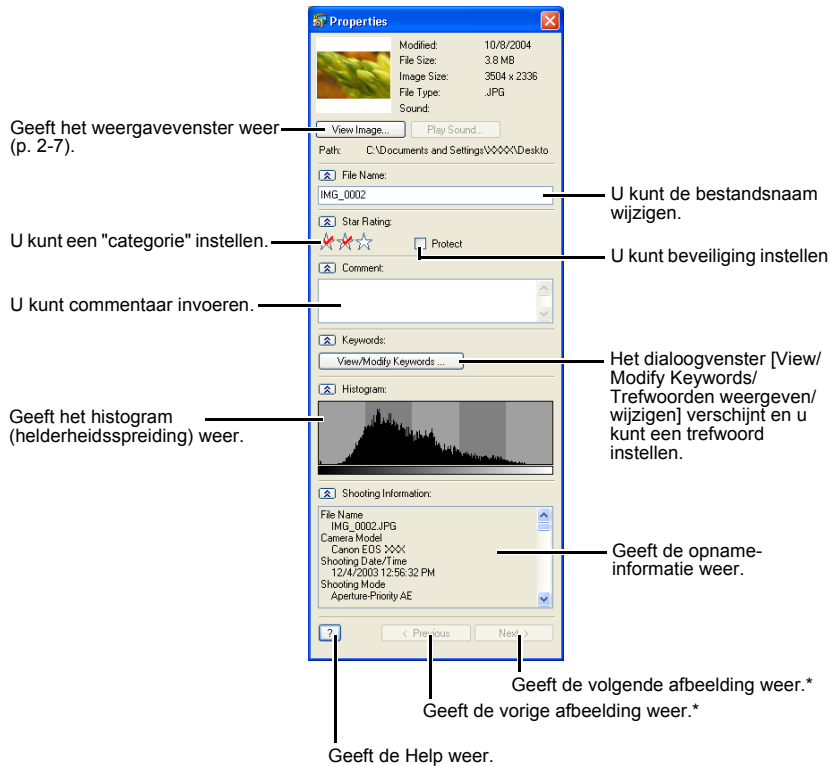 Properties
Modified: 10/8/2004
File Size: 3.8 MB
Image Size: 3504 x 2336
File Type: .JPG
Sound:
Geeft het weergavevenster weer
(p. 2-7).
View Image...
Play Sound...
Path: C:\Documents and Settings\XXXX\Deskto
File Name:
IMG_0002
U kunt de bestandsnaam
wijzigen.
Star Rating:
U kunt een "categorie" instellen.
Protect
U kunt beveiliging instellen
Comment:
U kunt commentaar invoeren.
Keywords:
View/Modify Keywords ...
Het dialoogvenster [View/
Modify Keywords/
Trefwoorden weergeven/
wijzigen] verschijnt en u
kunt een trefwoord
instellen.
Histogram:
Geeft het histogram
(helderheidsspreiding) weer.
Shooting Information:
File Name
IMG_0002.JPG
Camera Model
Canon EOS XXX
Shooting Date/Time
12/4/2003 12:56:32 PM
Shooting Mode
Aperture-Priority AE
Geeft de opname-
informatie weer.
?
< Previous
Next >
Geeft de volgende afbeelding weer.*
Geeft de vorige afbeelding weer.*
Geeft de Help weer.